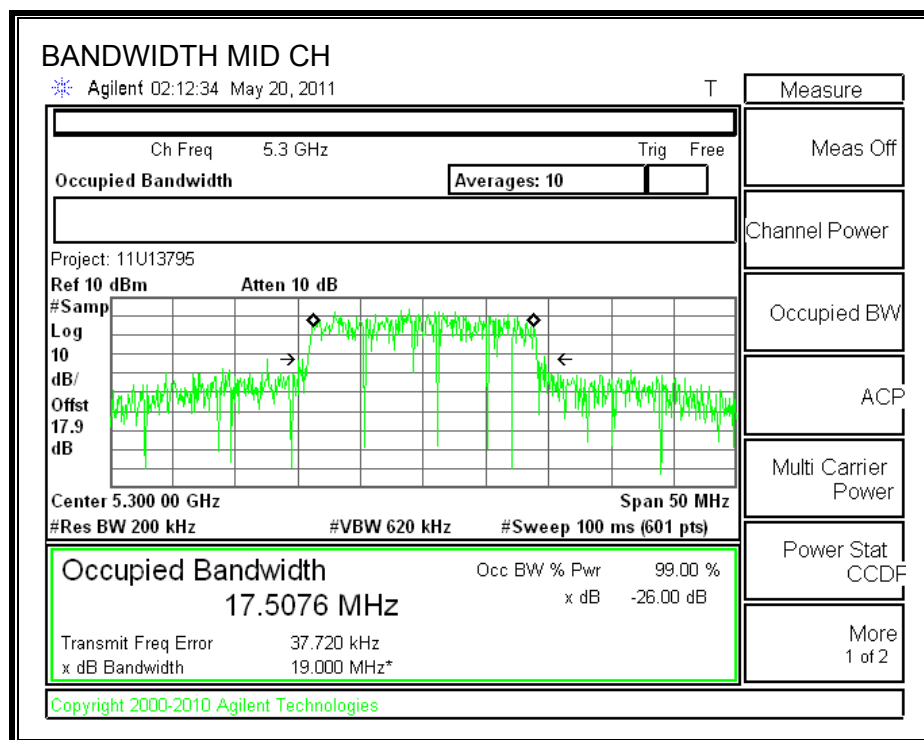 BANDWIDTH MID CH
Agilent 02:12:34 May 20, 2011 T
Measure
Ch Freq 5.3 GHz Trig Free
Occupied Bandwidth Averages: 10
Project: 11U13795
Ref 10 dBm Atten 10 dB
#Samp
Log
10
dB/
Offst
17.9
dB
Center 5.300 00 GHz Span 50 MHz
#Res BW 200 kHz #VBW 620 kHz #Sweep 100 ms (601 pts)
Occupied Bandwidth Occ BW % Pwr 99.00 %
17.5076 MHz x dB -26.00 dB
Transmit Freq Error 37.720 kHz
x dB Bandwidth 19.000 MHz*
Copyright 2000-2010 Agilent Technologies
Meas Off
Channel Power
Occupied BW
ACP
Multi Carrier
Power
Power Stat
CCDF
More
1 of 2